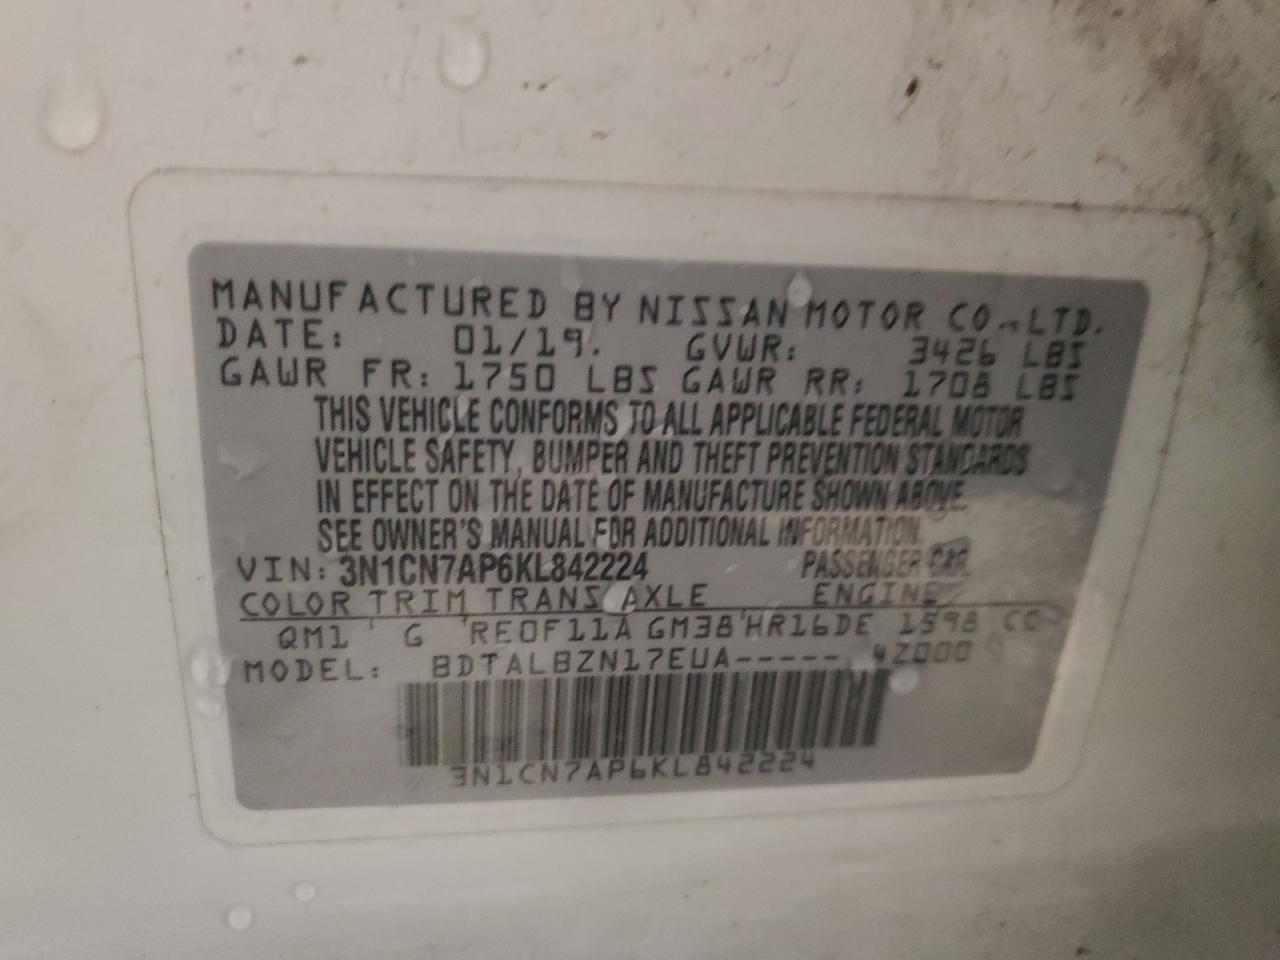 MANUFACTURED BY NISSAN MOTOR CO.,LTD.
DATE: 01/19. GVWR: 3426 LBS
GAWR FR: 1750 LBS GAWR RR: 1708 LBS
THIS VEHICLE CONFORMS TO ALL APPLICABLE FEDERAL MOTOR
VEHICLE SAFETY, BUMPER AND THEFT PREVENTION STANDARDS
IN EFFECT ON THE DATE OF MANUFACTURE SHOWN ABOVE.
SEE OWNER'S MANUAL FOR ADDITIONAL INFORMATION.
VIN: 3N1CN7AP6KL842224 PASSENGER CAR.
COLOR TRIM TRANS AXLE ENGINE
QM1 ' G 'RE0F11A GM38'HR16DE 1598 CC
MODEL: BDTALBZN17EUA----- 4Z000
3N1CN7AP6KL842224